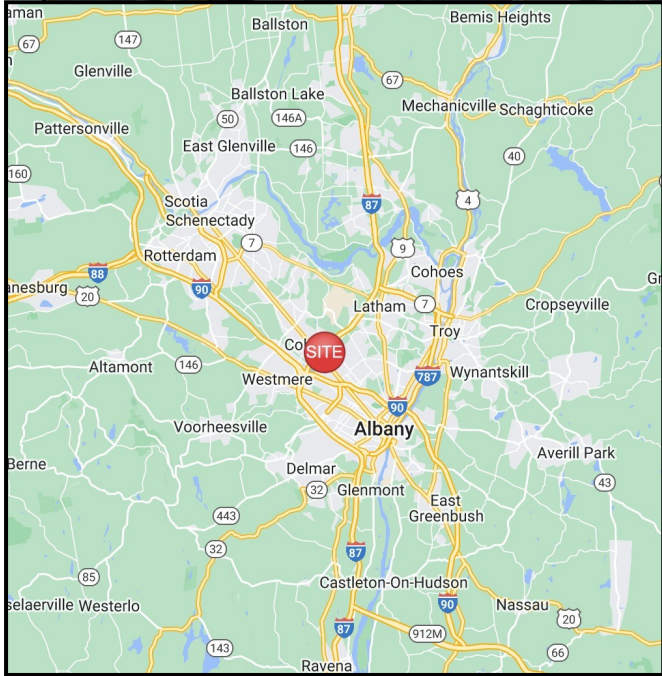 aman
Ballston
Bemis Heights
67
147
Glenville
67
Ballston Lake
Mechanicville
Schaghticoke
50
146A
Pattersonville
East Glenville
146
40
160
Scotia
Schenectady
87
4
7
9
Rotterdam
Cohoes
88
anesburg
20
90
Gr
Latham
7
Cropseyville
Troy
Col
SITE
Altamont
146
Westmere
787
Wynantskill
90
Albany
Voorheesville
Averill Park
Berne
Delmar
32
Glenmont
43
443
East
Greenbush
32
87
85
Castleton-On-Hudson
selaerville
Westerlo
90
Nassau
20
87
912M
143
66
Ravena